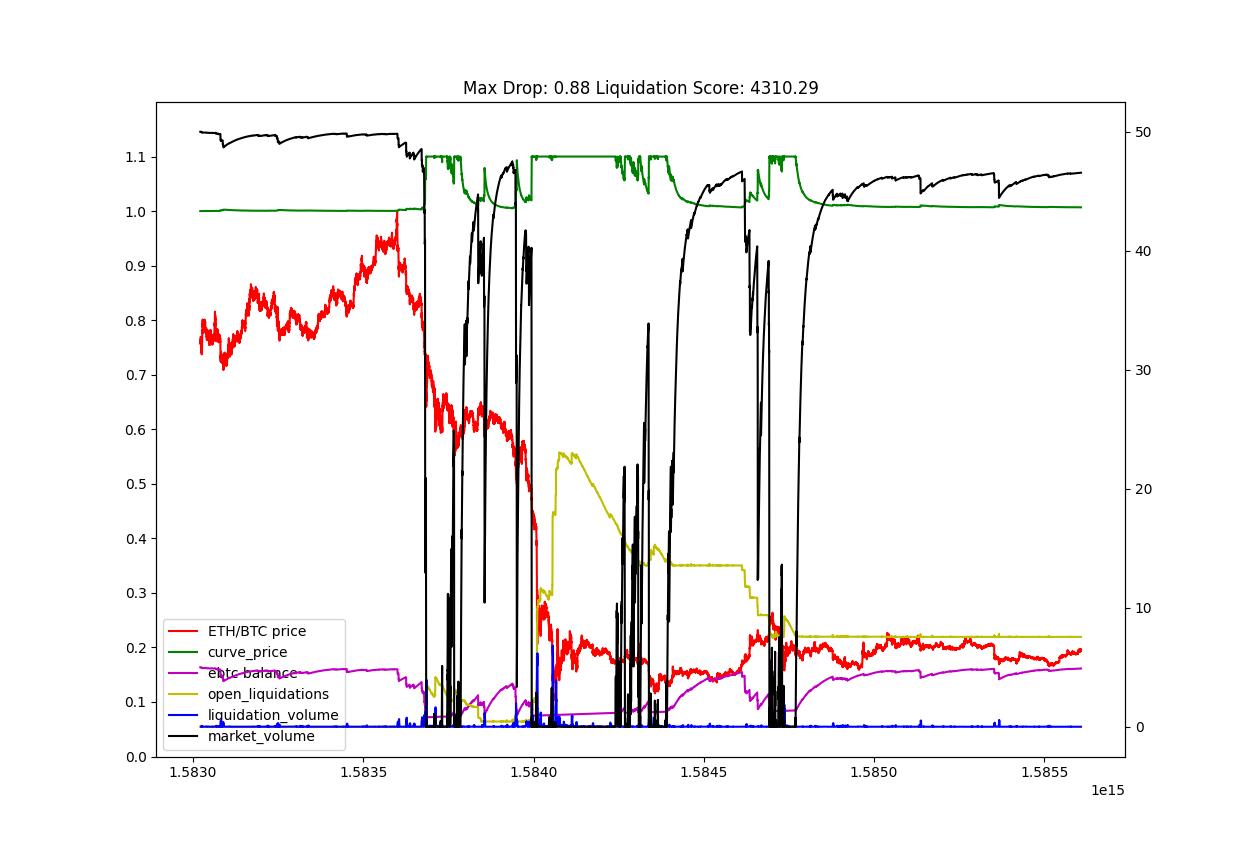 Max Drop: 0.88 Liquidation Score: 4310.29
1.1
1.0
0.9
0.8
0.7
0.6
0.5
0.4
0.3
0.2
0.1
0.0
50
40
30
20
10
0
ETH/BTC price
curve_price
ebtc balance
open_liquidations
liquidation_volume
market_volume
1.5830 1.5835 1.5840 1.5845 1.5850 1.5855
1e15